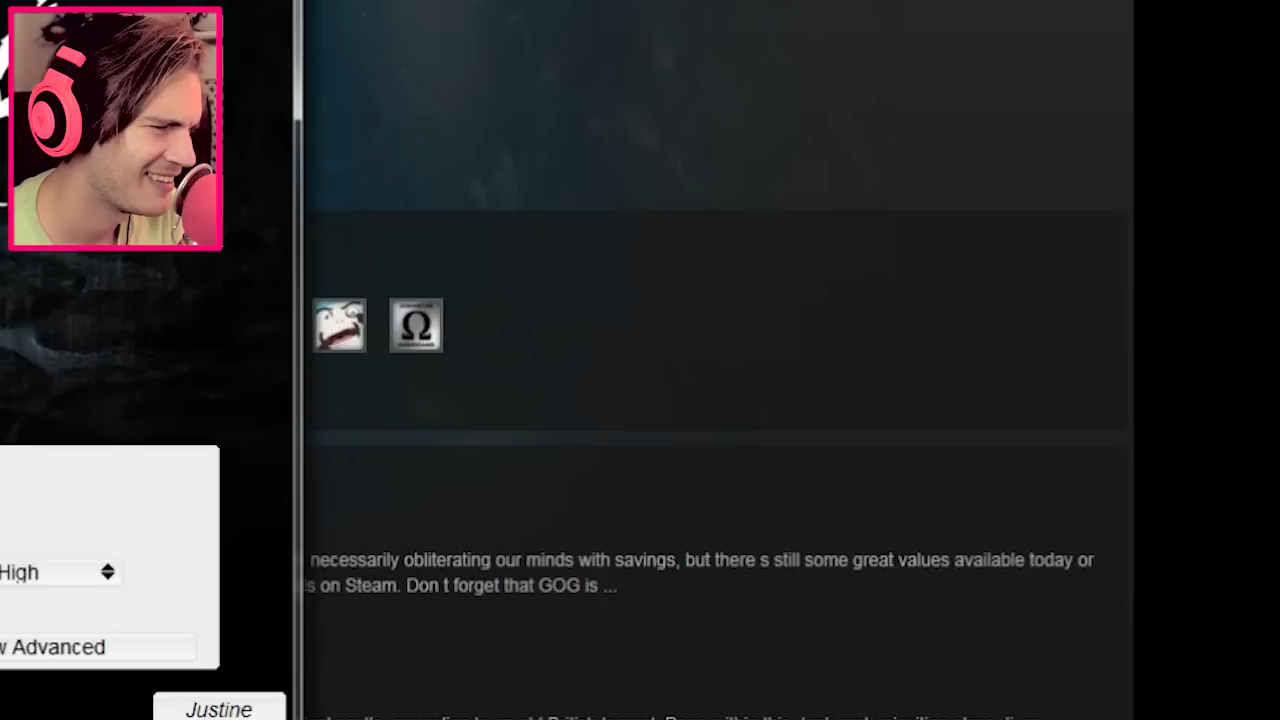 Ω
necessarily obliterating our minds with savings, but there s still some great values available today or
s on Steam. Don t forget that GOG is ...
High
w Advanced
Justine